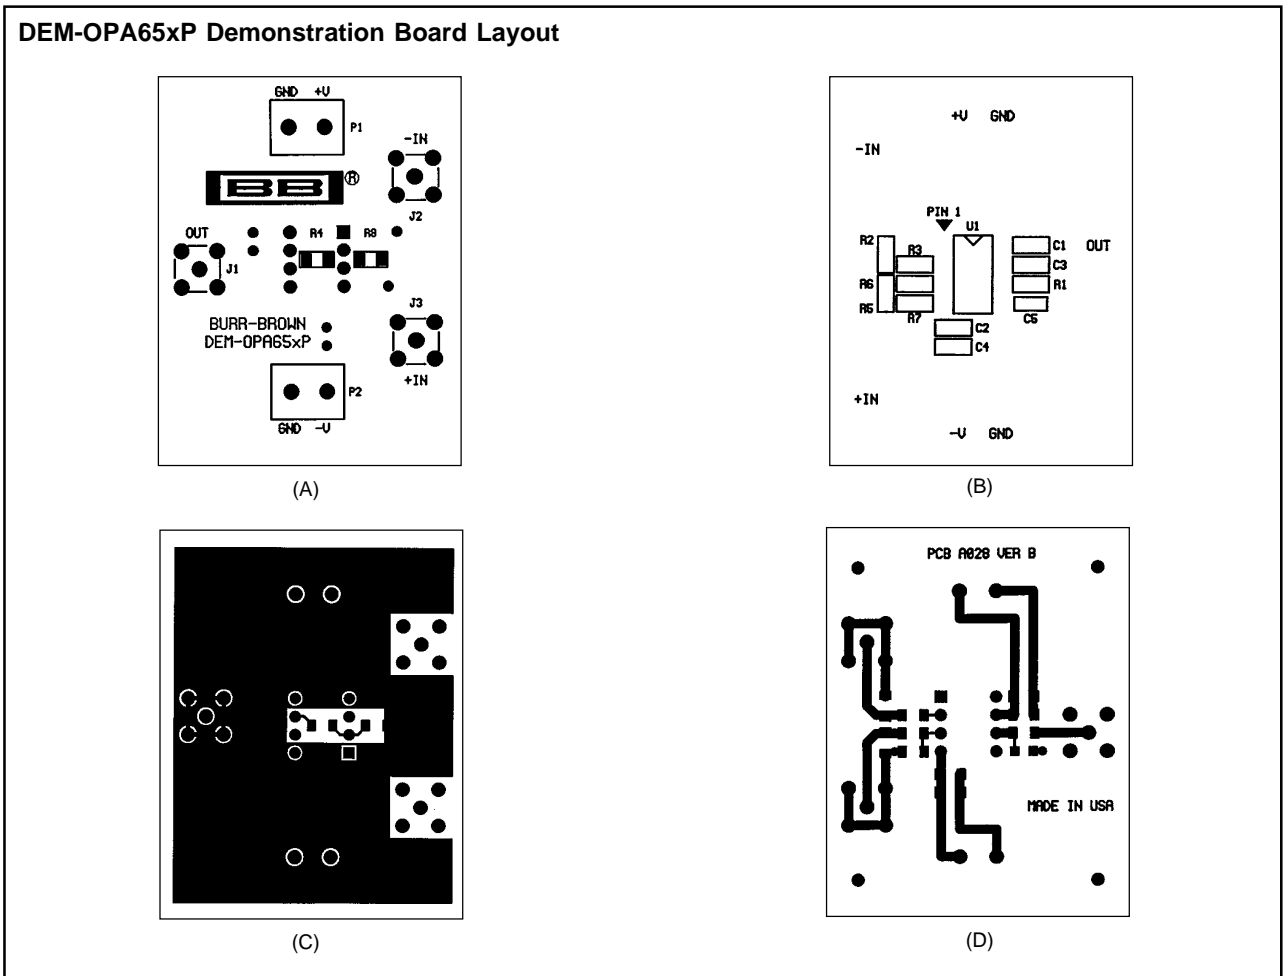 DEM-OPA65xP Demonstration Board Layout
GND +V
P1
-IN
BB®
J2
OUT
R4 R8
J1
J3
BURR-BROWN
DEM-OPA65xP
+IN
P2
GND -V
(A)
+V GND
-IN
PIN 1
U1
R2
R3
C1 OUT
C3
R6
R1
R5
R7
C5
C2
C4
+IN
-V GND
(B)
(C)
PCB A028 VER B
MADE IN USA
(D)